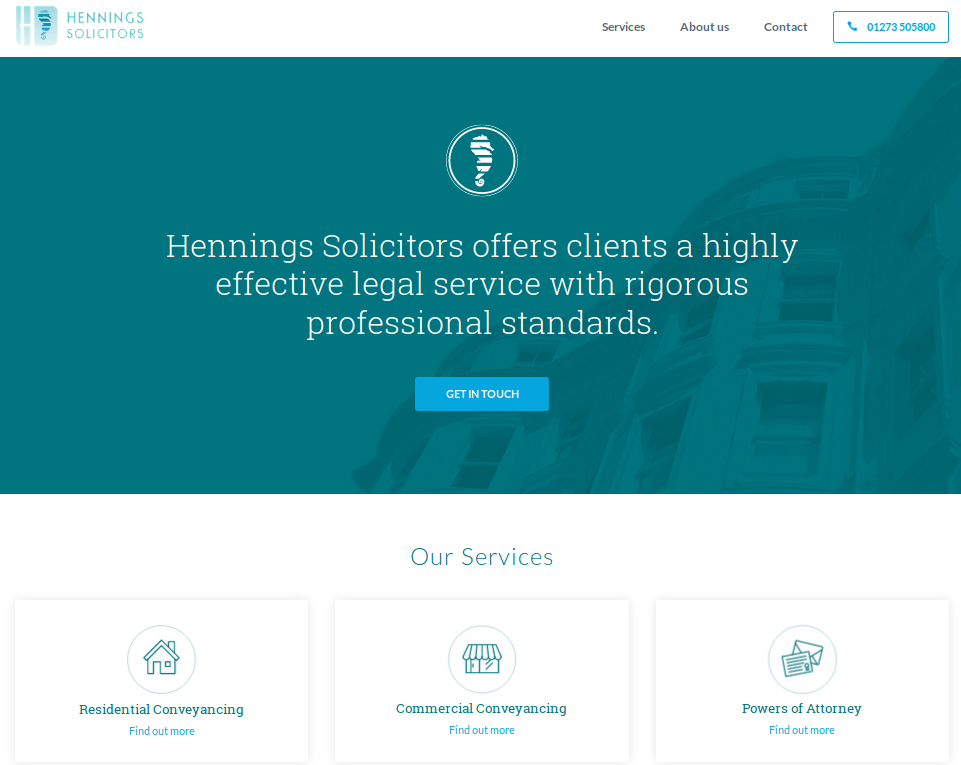 HENNINGS
SOLICITORS
Services
About us
Contact
01273 505800
Hennings Solicitors offers clients a highly
effective legal service with rigorous
professional standards.
GET IN TOUCH
Our Services
Residential Conveyancing
Find out more
Commercial Conveyancing
Find out more
Powers of Attorney
Find out more